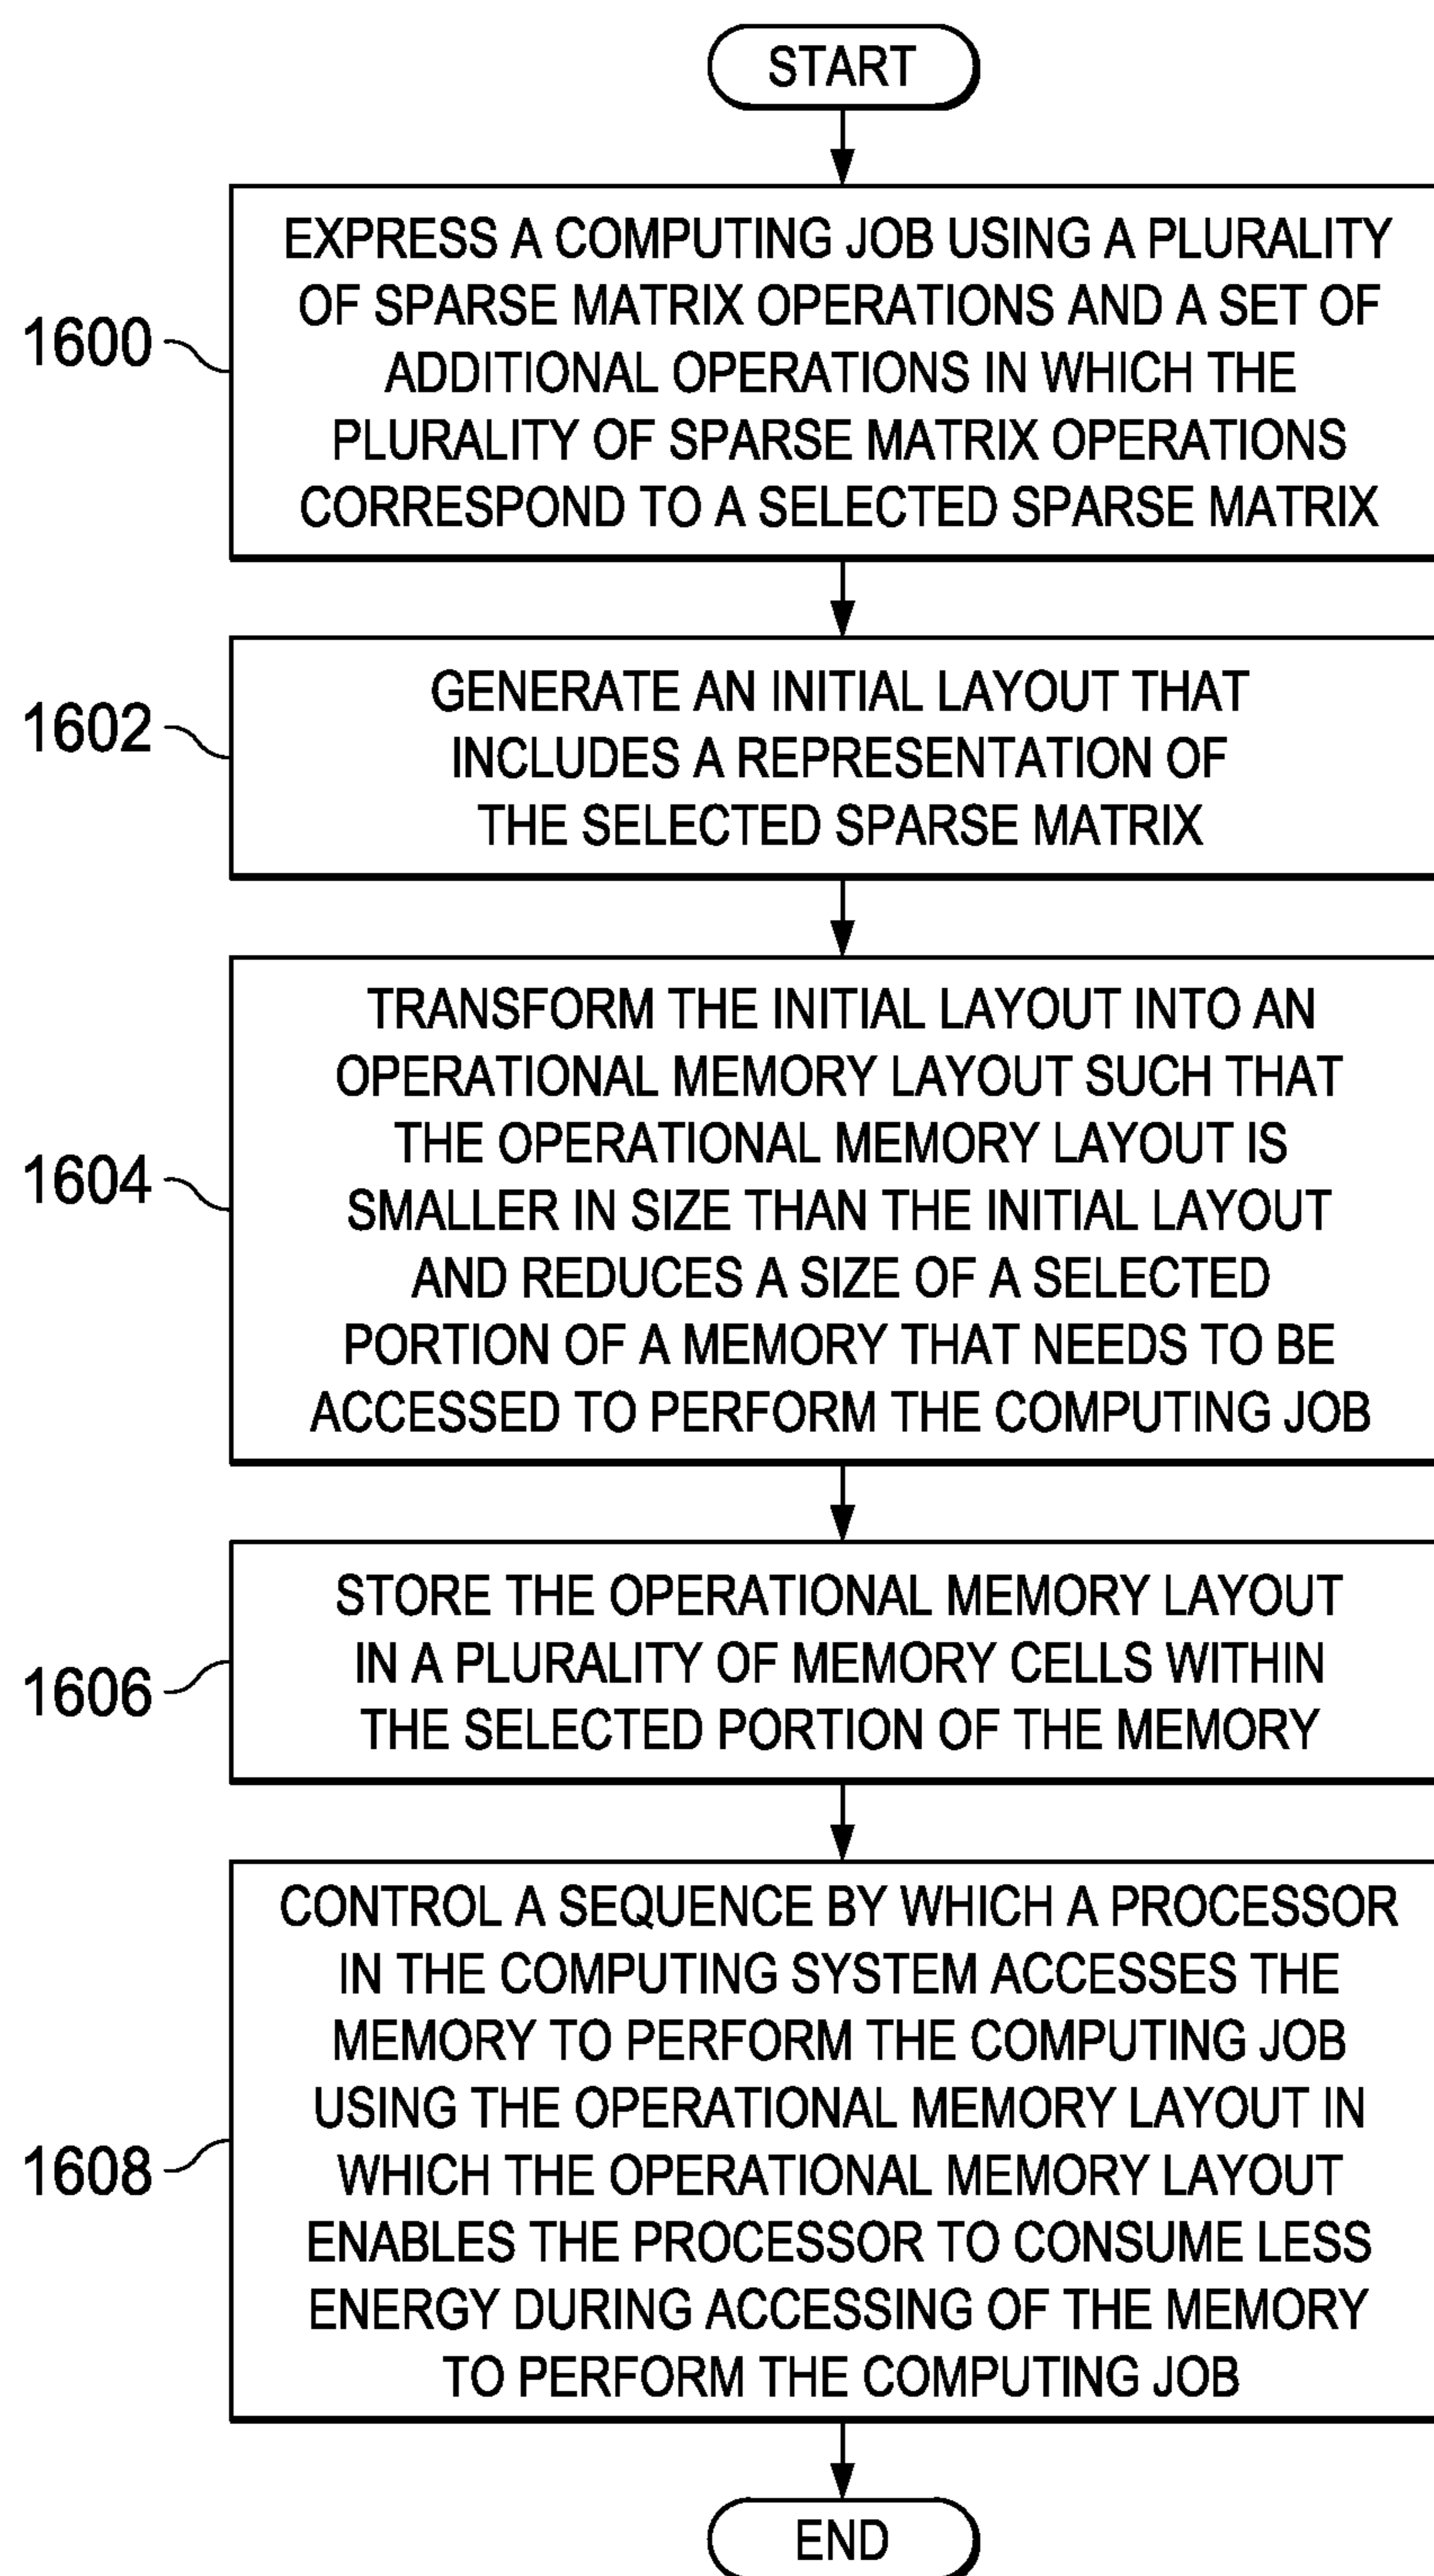 START
EXPRESS A COMPUTING JOB USING A PLURALITY
OF SPARSE MATRIX OPERATIONS AND A SET OF
ADDITIONAL OPERATIONS IN WHICH THE
PLURALITY OF SPARSE MATRIX OPERATIONS
CORRESPOND TO A SELECTED SPARSE MATRIX
1600
GENERATE AN INITIAL LAYOUT THAT
INCLUDES A REPRESENTATION OF
THE SELECTED SPARSE MATRIX
1602
TRANSFORM THE INITIAL LAYOUT INTO AN
OPERATIONAL MEMORY LAYOUT SUCH THAT
THE OPERATIONAL MEMORY LAYOUT IS
SMALLER IN SIZE THAN THE INITIAL LAYOUT
AND REDUCES A SIZE OF A SELECTED
PORTION OF A MEMORY THAT NEEDS TO BE
ACCESSED TO PERFORM THE COMPUTING JOB
1604
STORE THE OPERATIONAL MEMORY LAYOUT
IN A PLURALITY OF MEMORY CELLS WITHIN
THE SELECTED PORTION OF THE MEMORY
1606
CONTROL A SEQUENCE BY WHICH A PROCESSOR
IN THE COMPUTING SYSTEM ACCESSES THE
MEMORY TO PERFORM THE COMPUTING JOB
USING THE OPERATIONAL MEMORY LAYOUT IN
WHICH THE OPERATIONAL MEMORY LAYOUT
ENABLES THE PROCESSOR TO CONSUME LESS
ENERGY DURING ACCESSING OF THE MEMORY
TO PERFORM THE COMPUTING JOB
1608
END